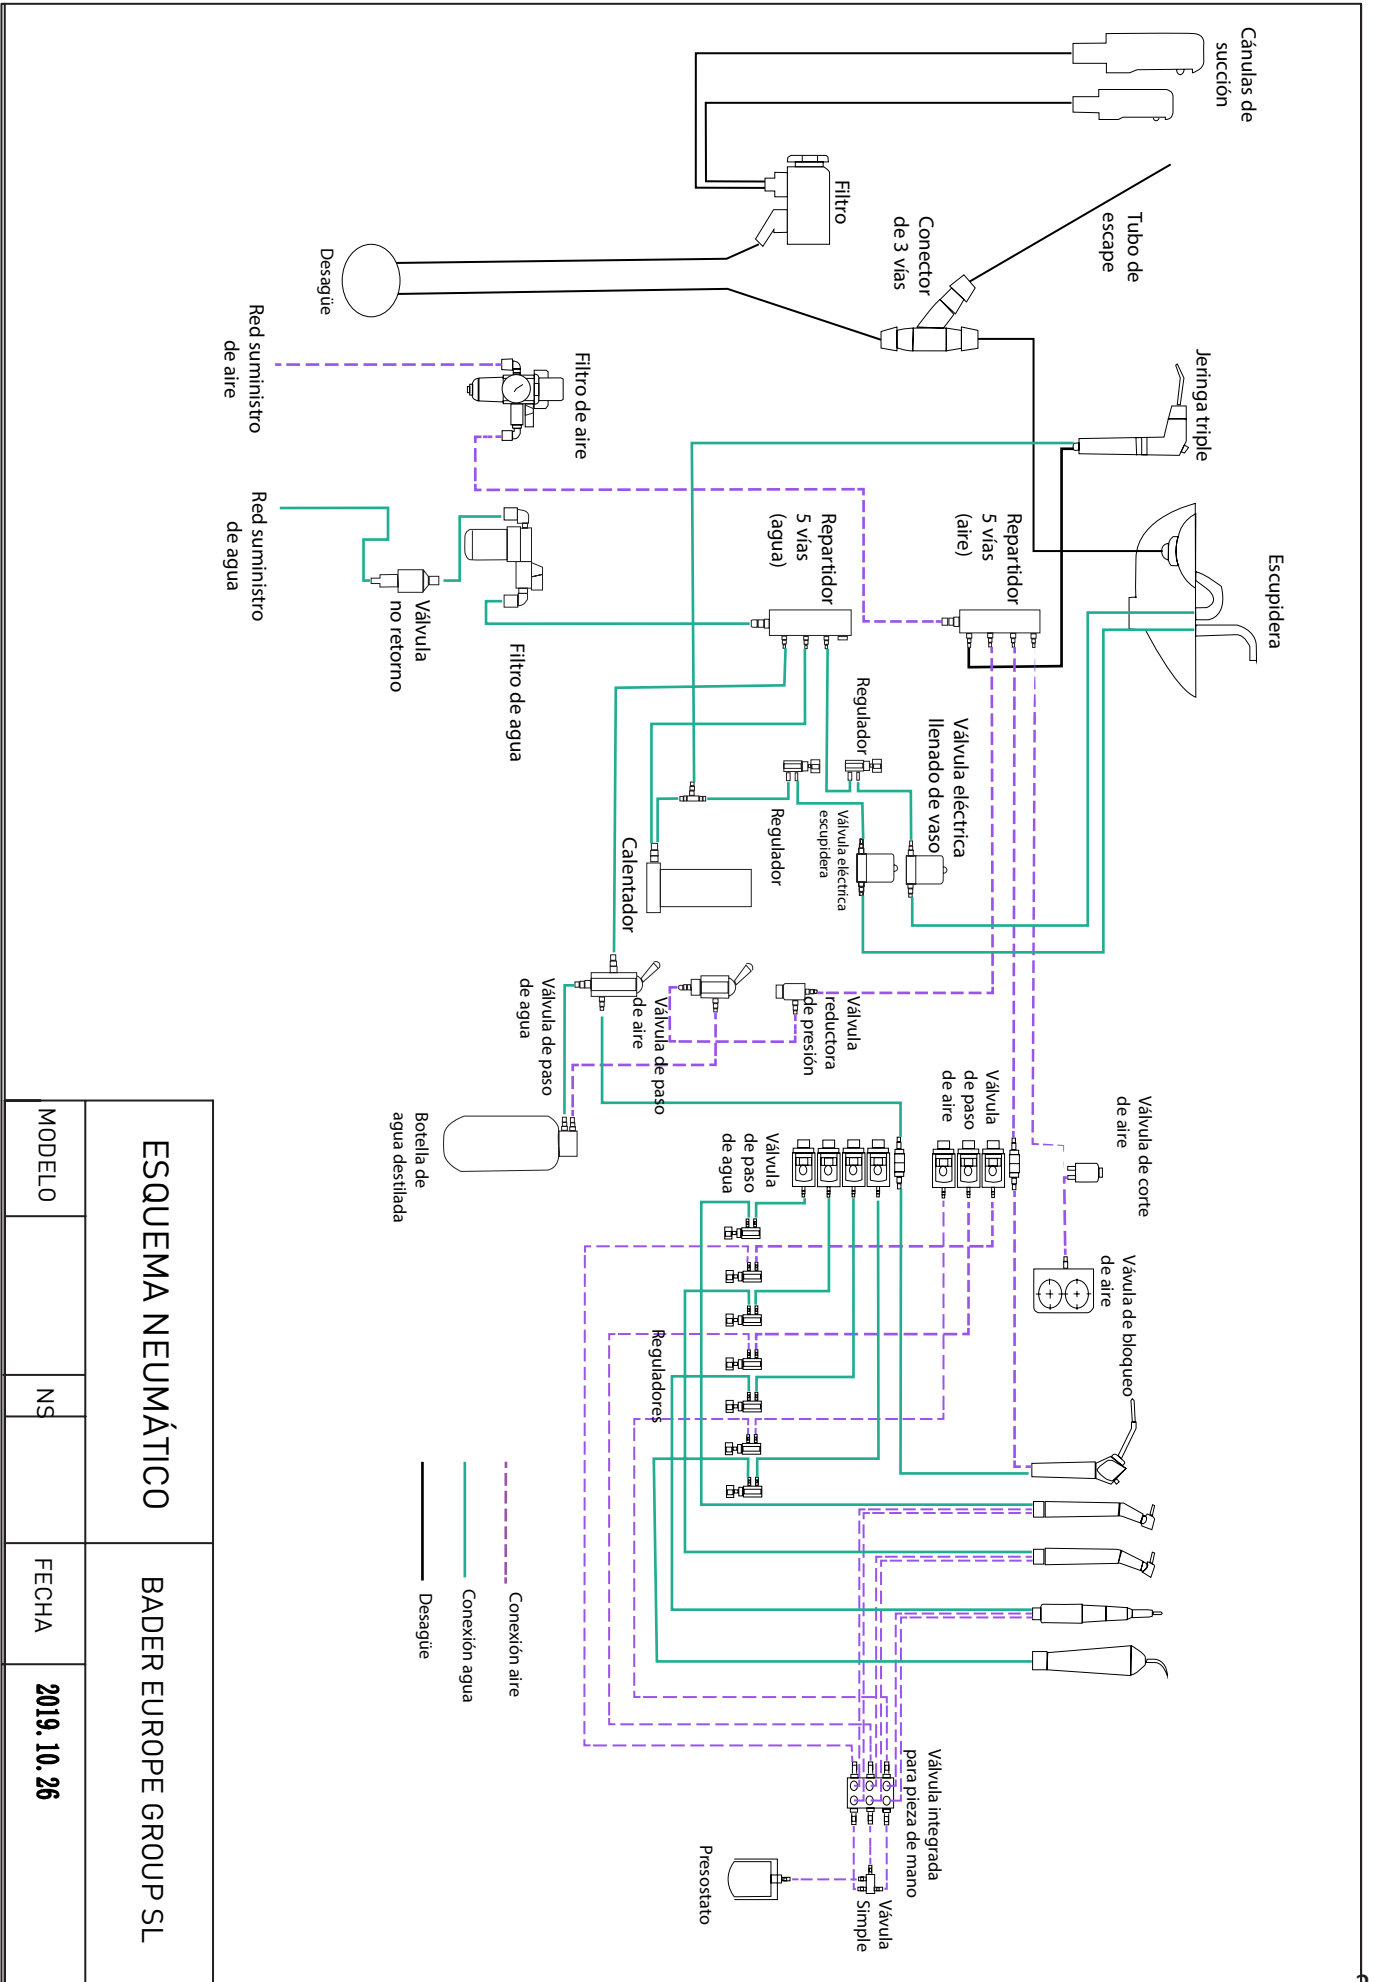 Cánulas de
succión
Filtro
Tubo de
escape
Conector
de 3 vías
Desagüe
Jeringa triple
Escupidera
Red suministro
de aire
Filtro de aire
Red suministro
de agua
Válvula
no retorno
Filtro de agua
Repartidor
5 vías
(aire)
Repartidor
5 vías
(agua)
Regulador
Válvula eléctrica
llenado de vaso
Regulador
Válvula eléctrica
escupidera
Calentador
Válvula de paso
de agua
Válvula de paso
de aire
Válvula
reductora
de presión
Botella de
agua destilada
Válvula
de paso
de agua
Válvula
de paso
de aire
Válvula de corte
de aire
Vávula de bloqueo
de aire
Reguladores
Válvula integrada
para pieza de mano
Vávula
Simple
Presostato
Conexión aire
Conexión agua
Desagüe
ESQUEMA NEUMÁTICO
BADER EUROPE GROUP SL
MODELO
NS
FECHA
2019.10.26